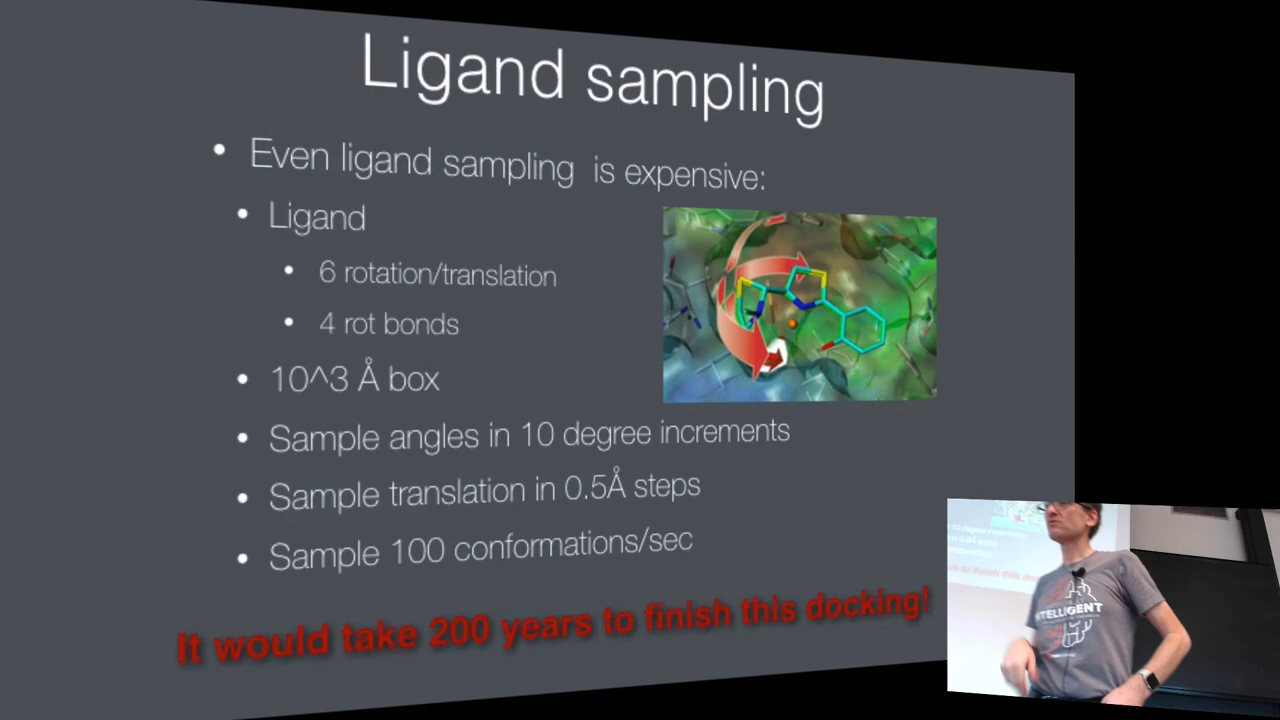 Ligand sampling
• Even ligand sampling is expensive:
• Ligand
• 6 rotation/translation
• 4 rot bonds
• 10^3 Å box
• Sample angles in 10 degree increments
• Sample translation in 0.5Å steps
• Sample 100 conformations/sec
It would take 200 years to finish this docking!
INTELLIGENT